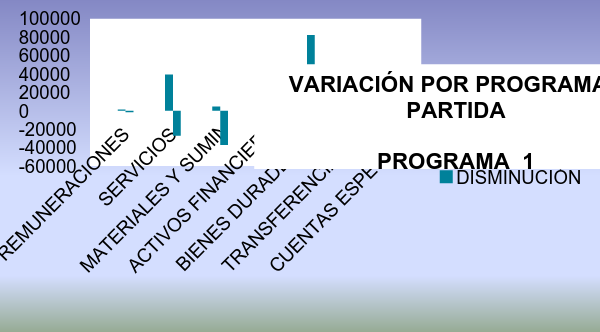 100000
80000
60000
40000
20000
0
-20000
-40000
-60000
VARIACIÓN POR PROGRAMA
PARTIDA
PROGRAMA 1
DISMINUCION
REMUNERACIONES
SERVICIOS
MATERIALES Y SUMIN
ACTIVOS FINANCIE
BIENES DURAD
TRANSFERENCI
CUENTAS ESPE